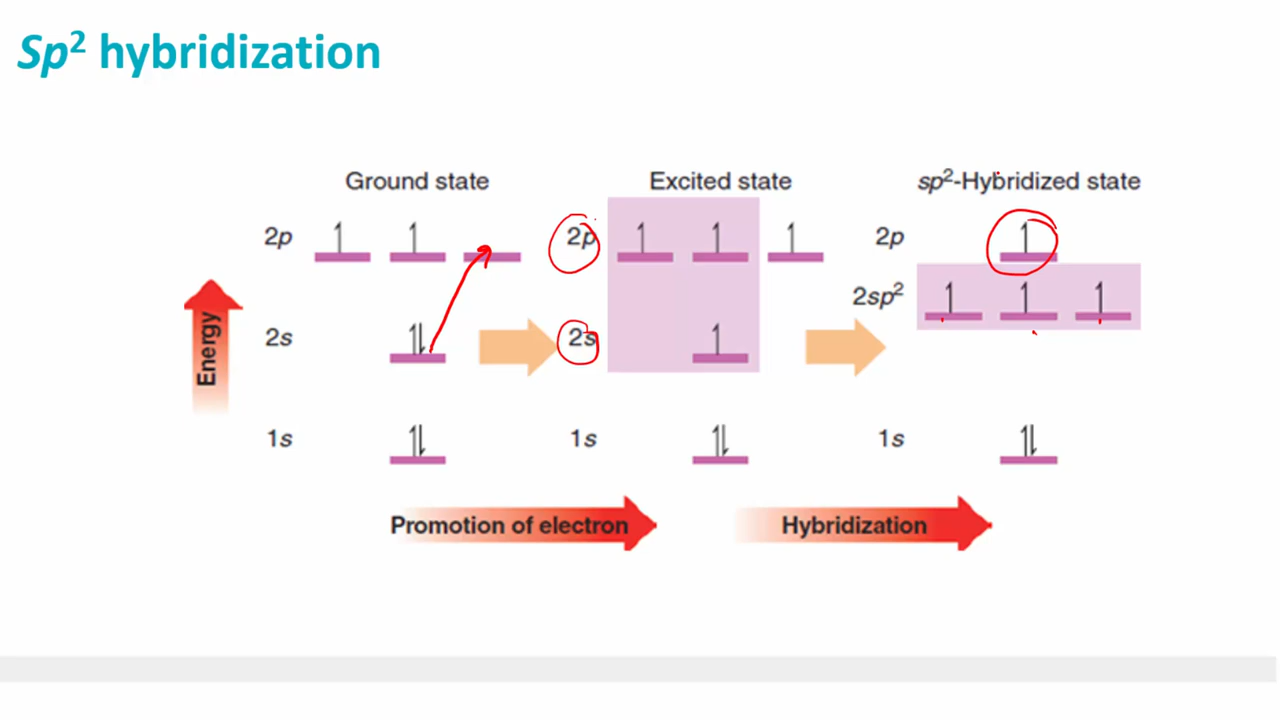 Sp² hybridization
Ground state
Excited state
sp²-Hybridized state
2p
2p
2p
2sp²
2s
2s
1s
1s
1s
Energy
Promotion of electron
Hybridization